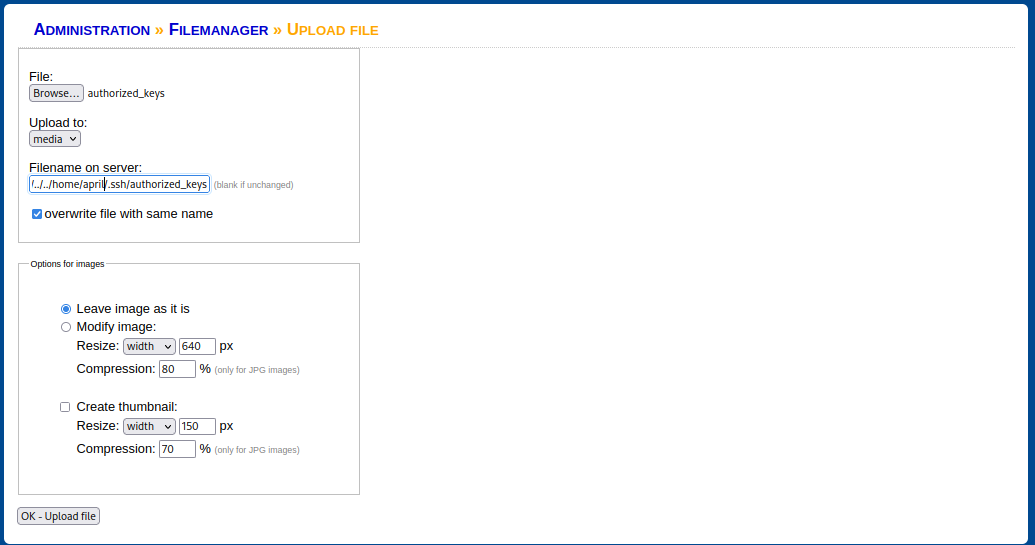 Administration » Filemanager » Upload file
File:
Browse... authorized_keys
Upload to:
media
Filename on server:
/../../home/april/.ssh/authorized_keys (blank if unchanged)
overwrite file with same name
Options for images
Leave image as it is
Modify image:
Resize: width 640 px
Compression: 80 % (only for JPG images)
Create thumbnail:
Resize: width 150 px
Compression: 70 % (only for JPG images)
OK - Upload file